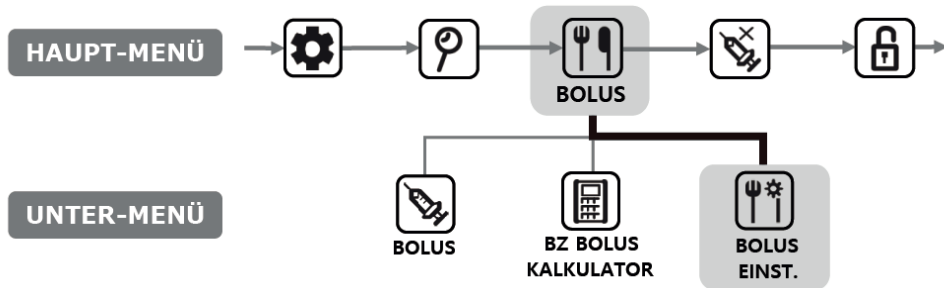 HAUPT-MENÜ
BOLUS
UNTER-MENÜ
BOLUS
BZ BOLUS
KALKULATOR
BOLUS
EINST.